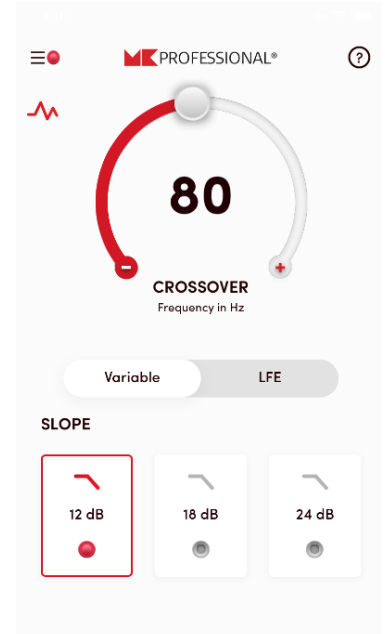 MK PROFESSIONAL®
?
80
- +
CROSSOVER
Frequency in Hz
Variable LFE
SLOPE
12 dB 18 dB 24 dB